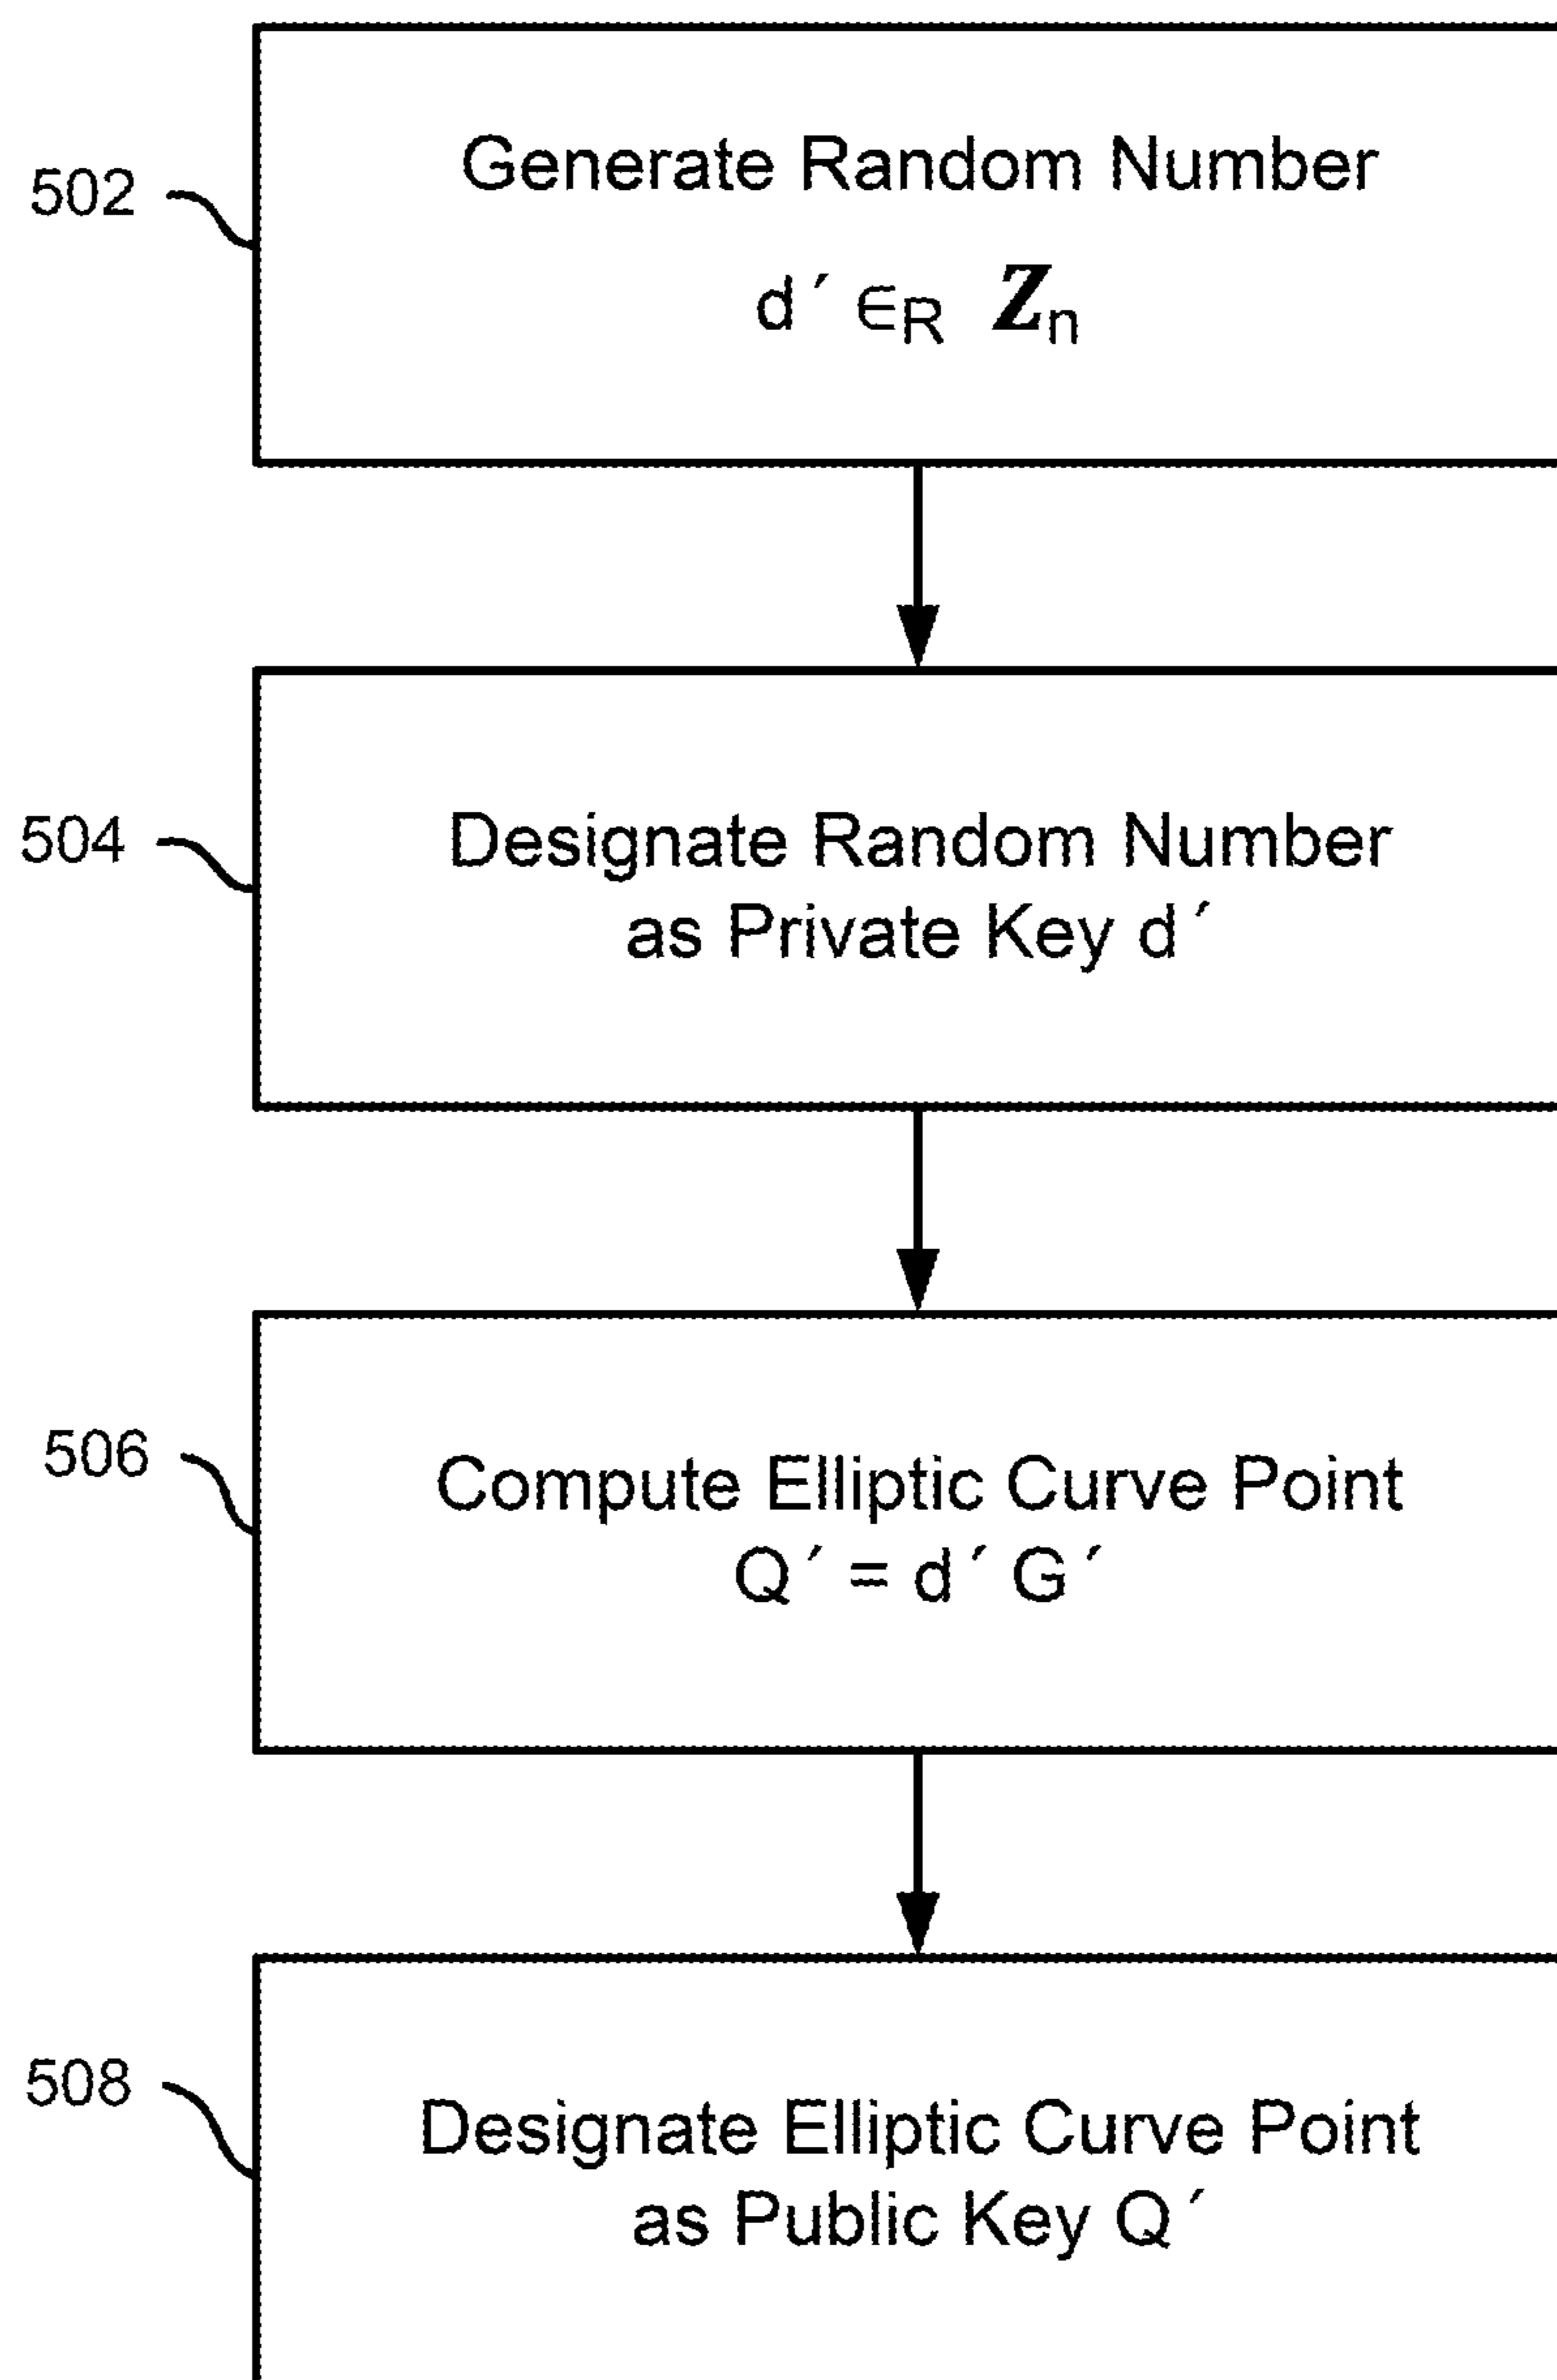 502
Generate Random Number
d´ ∈R Zn
504
Designate Random Number
as Private Key d´
506
Compute Elliptic Curve Point
Q´ = d´ G´
508
Designate Elliptic Curve Point
as Public Key Q´